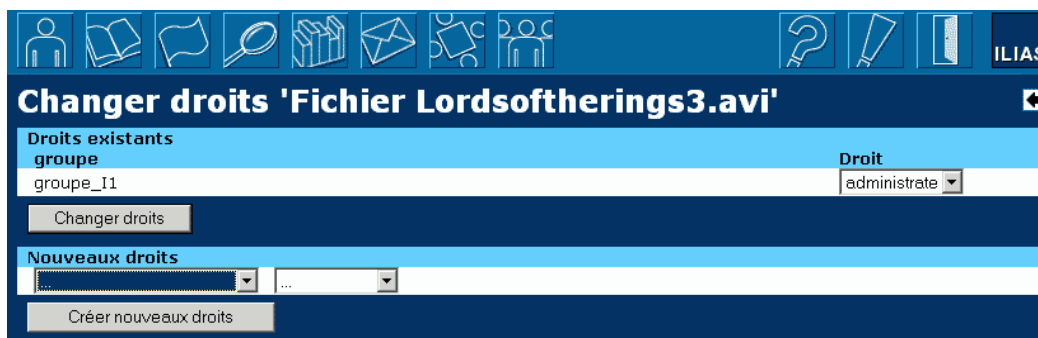 ILIAS
Changer droits 'Fichier Lordsoftherings3.avi'
Droits existants
groupe Droit
groupe_I1 administrate
Changer droits
Nouveaux droits
... ...
Créer nouveaux droits